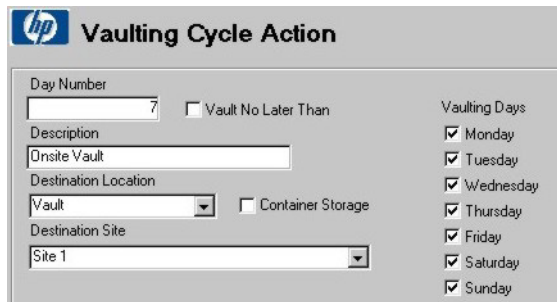 hp Vaulting Cycle Action
Day Number
7 Vault No Later Than
Description
Onsite Vault
Destination Location
Vault Container Storage
Destination Site
Site 1
Vaulting Days
Monday
Tuesday
Wednesday
Thursday
Friday
Saturday
Sunday